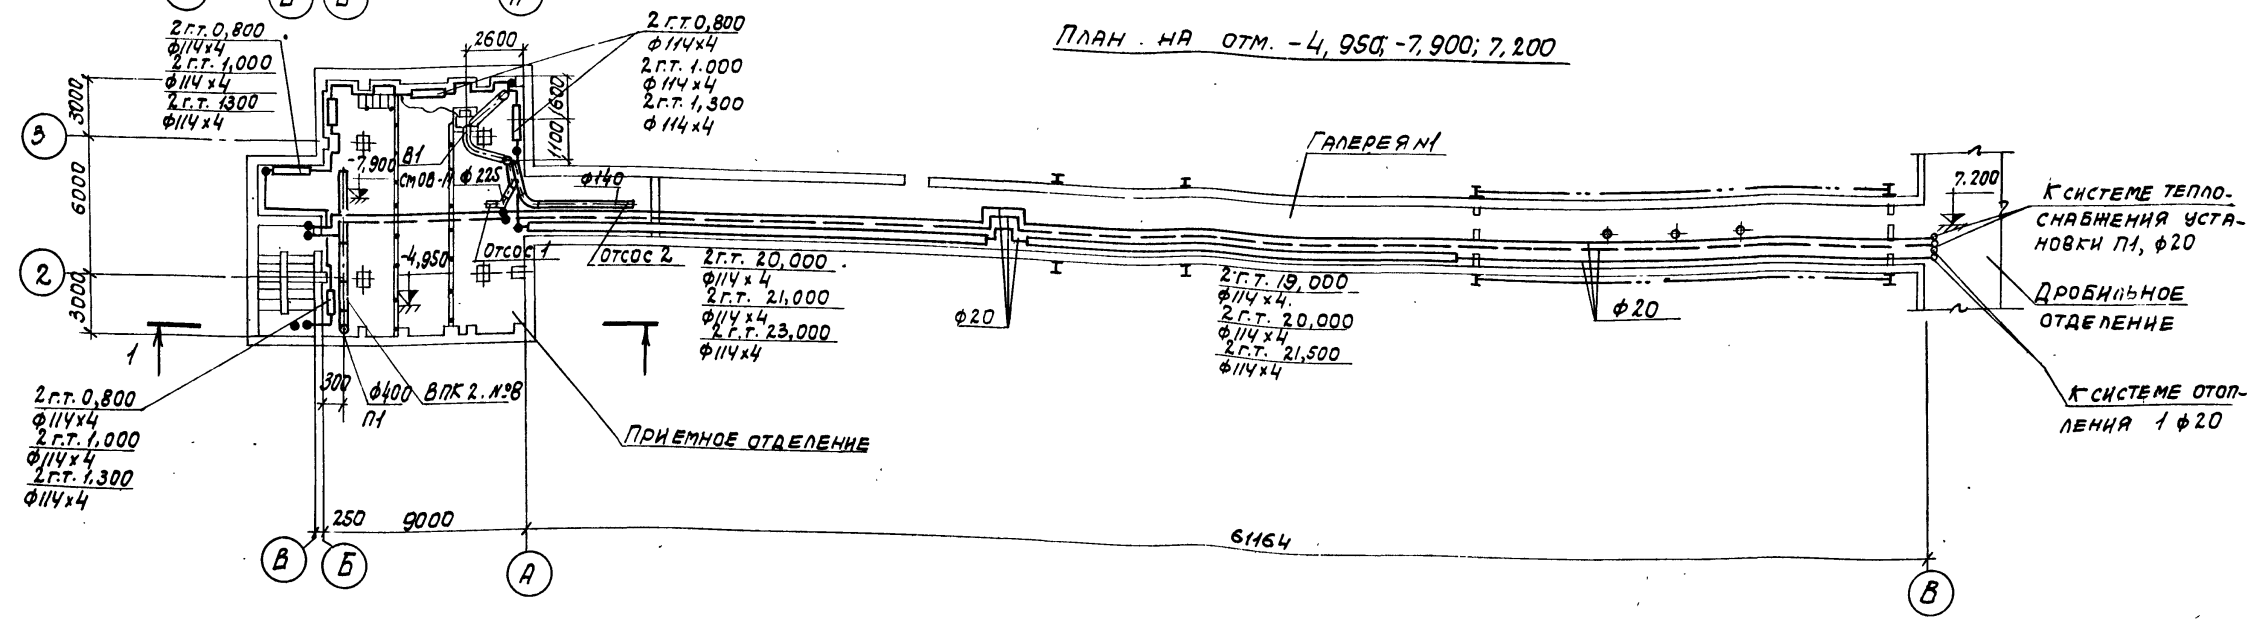 План на отм. -4,950; -7,900; 7,200
2 г.т. 0,800
ф114х4
2 г.т. 1,000
ф114х4
2 г.т. 1300
ф114х4
2600
2 г.т. 0,800
ф114х4
2 г.т. 1.000
ф114х4
2 г.т. 1,300
ф114х4
3000
6000
3000
3
2
1600
1100
-7,900
В1
ф225
ф140
-4,950
Отсос 1
Отсос 2
Галерея №1
7.200
К системе тепло-
снабжения уста-
новки П1, ф20
Дробильное
отделение
К системе отоп-
ления 1 ф20
2 г.т. 20,000
ф114х4
2 г.т. 21,000
ф114х4
2 г.т. 23,000
ф114х4
ф20
2 г.т. 19,000
ф114х4.
2 г.т. 20,000
ф114х4
2 г.т. 21,500
ф114х4
ф20
1
300
ф400
П1
ВПК 2. №8
2 г.т. 0,800
ф114х4
2 г.т. 1,000
ф114х4
2 г.т. 1,300
ф114х4
Приемное отделение
250
9000
61164
В
Б
А
В